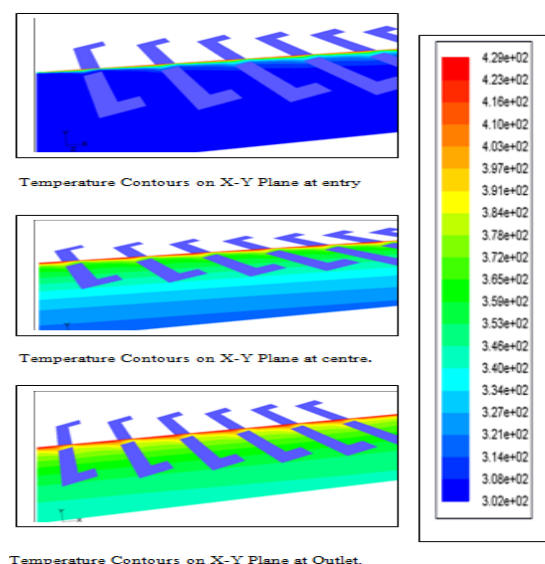 Temperature Contours on X-Y Plane at entry
Temperature Contours on X-Y Plane at centre.
Temperature Contours on X-Y Plane at Outlet.
4.29e+02
4.23e+02
4.16e+02
4.10e+02
4.03e+02
3.97e+02
3.91e+02
3.84e+02
3.78e+02
3.72e+02
3.65e+02
3.59e+02
3.53e+02
3.46e+02
3.40e+02
3.34e+02
3.27e+02
3.21e+02
3.14e+02
3.08e+02
3.02e+02